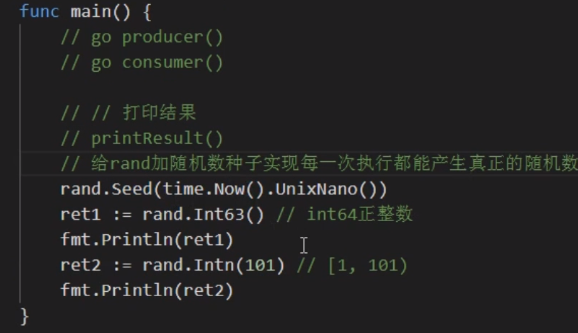 func main() {
// go producer()
// go consumer()
// // 打印结果
// printResult()
// 给rand加随机数种子实现每一次执行都能产生真正的随机数
rand.Seed(time.Now().UnixNano())
ret1 := rand.Int63() // int64正整数
fmt.Println(ret1)
ret2 := rand.Intn(101) // [1, 101)
fmt.Println(ret2)
}